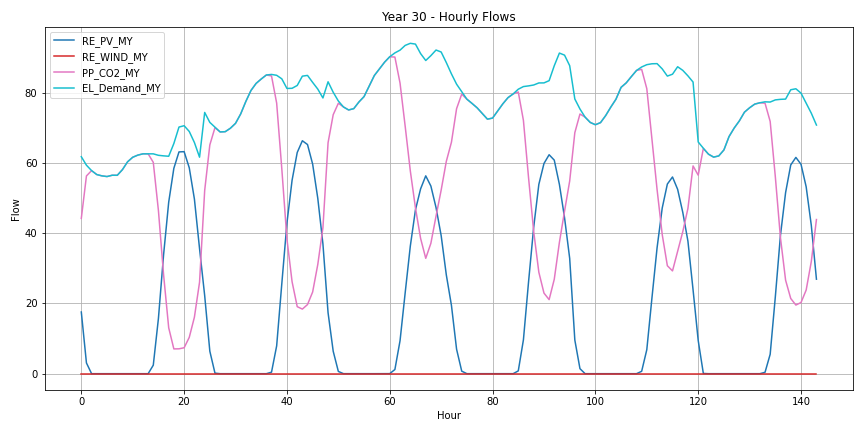 Year 30 - Hourly Flows
RE_PV_MY
RE_WIND_MY
PP_CO2_MY
EL_Demand_MY
Flow
80
60
40
20
0
0 20 40 60 80 100 120 140
Hour